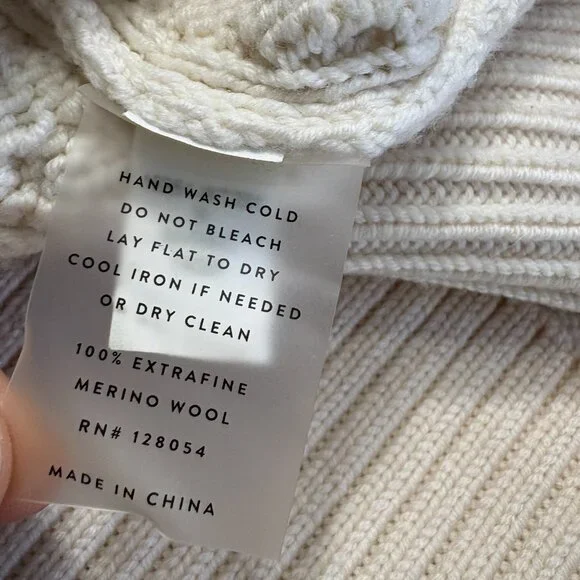 HAND WASH COLD
DO NOT BLEACH
LAY FLAT TO DRY
COOL IRON IF NEEDED
OR DRY CLEAN
100% EXTRAFINE
MERINO WOOL
RN# 128054
MADE IN CHINA